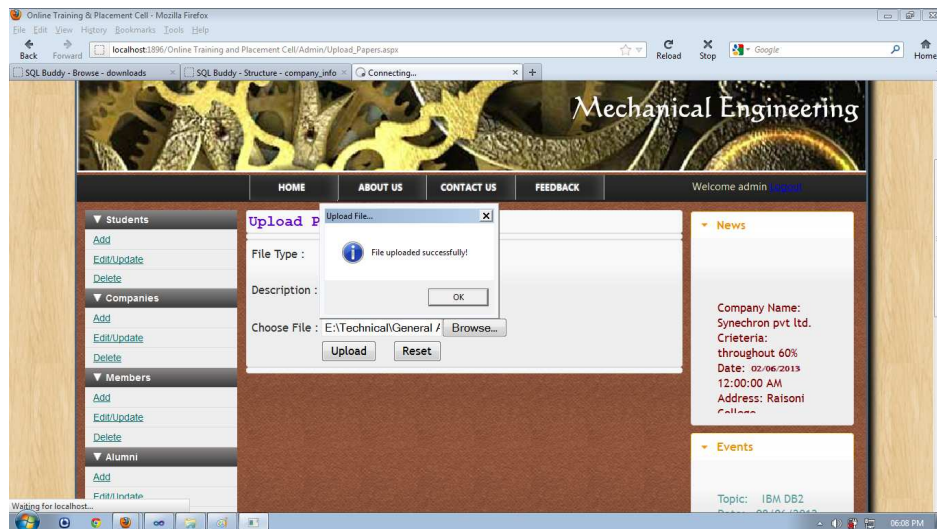 Online Training & Placement Cell - Mozilla Firefox
File Edit View History Bookmarks Tools Help
Back Forward localhost:1896/Online Training and Placement Cell/Admin/Upload_Papers.aspx Reload Stop Google Home
SQL Buddy - Browse - downloads × SQL Buddy - Structure - company_info × Connecting... × +
Mechanical Engineering
HOME ABOUT US CONTACT US FEEDBACK Welcome admin Logout
▼ Students
Add
Edit/Update
Delete
▼ Companies
Add
Edit/Update
Delete
▼ Members
Add
Edit/Update
Delete
▼ Alumni
Add
Edit/Update
Upload P
File Type :
Description :
Choose File : E:\Technical\General A Browse...
Upload Reset
Upload File...
File uploaded successfully!
OK
News
Company Name:
Synechron pvt ltd.
Crieteria:
throughout 60%
Date: 02/06/2013
12:00:00 AM
Address: Raisoni
College
Events
Topic: IBM DB2
Waiting for localhost...
06:08 PM